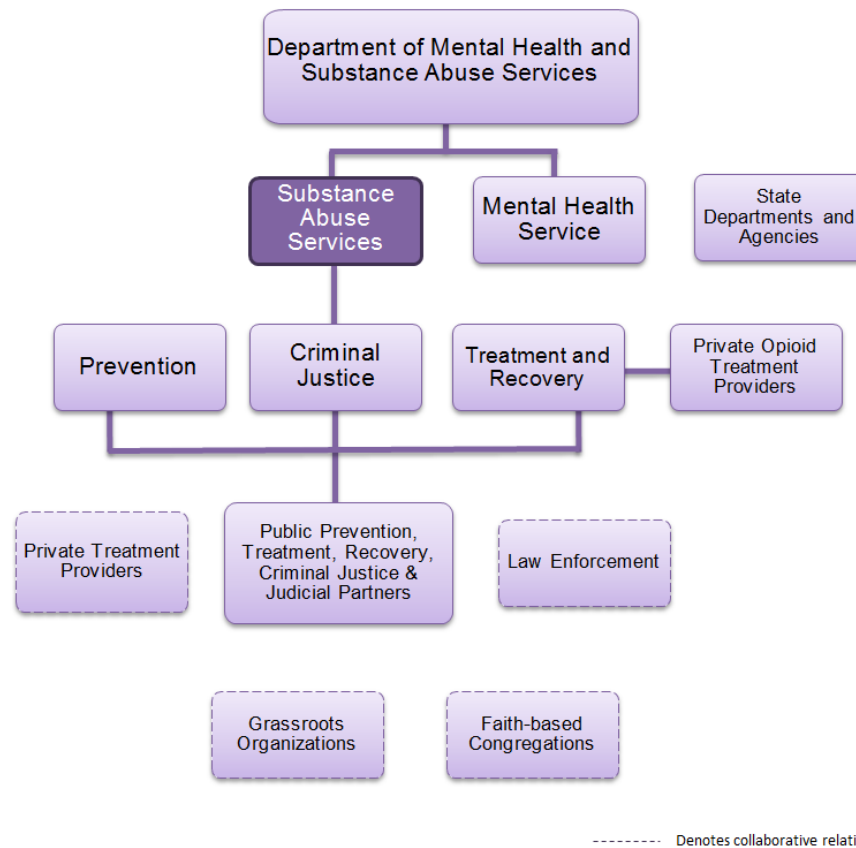 Department of Mental Health and
Substance Abuse Services
Substance
Abuse
Services
Mental Health
Service
State
Departments and
Agencies
Prevention
Criminal
Justice
Treatment and
Recovery
Private Opioid
Treatment
Providers
Private Treatment
Providers
Public Prevention,
Treatment, Recovery,
Criminal Justice &
Judicial Partners
Law Enforcement
Grassroots
Organizations
Faith-based
Congregations
Denotes collaborative relati